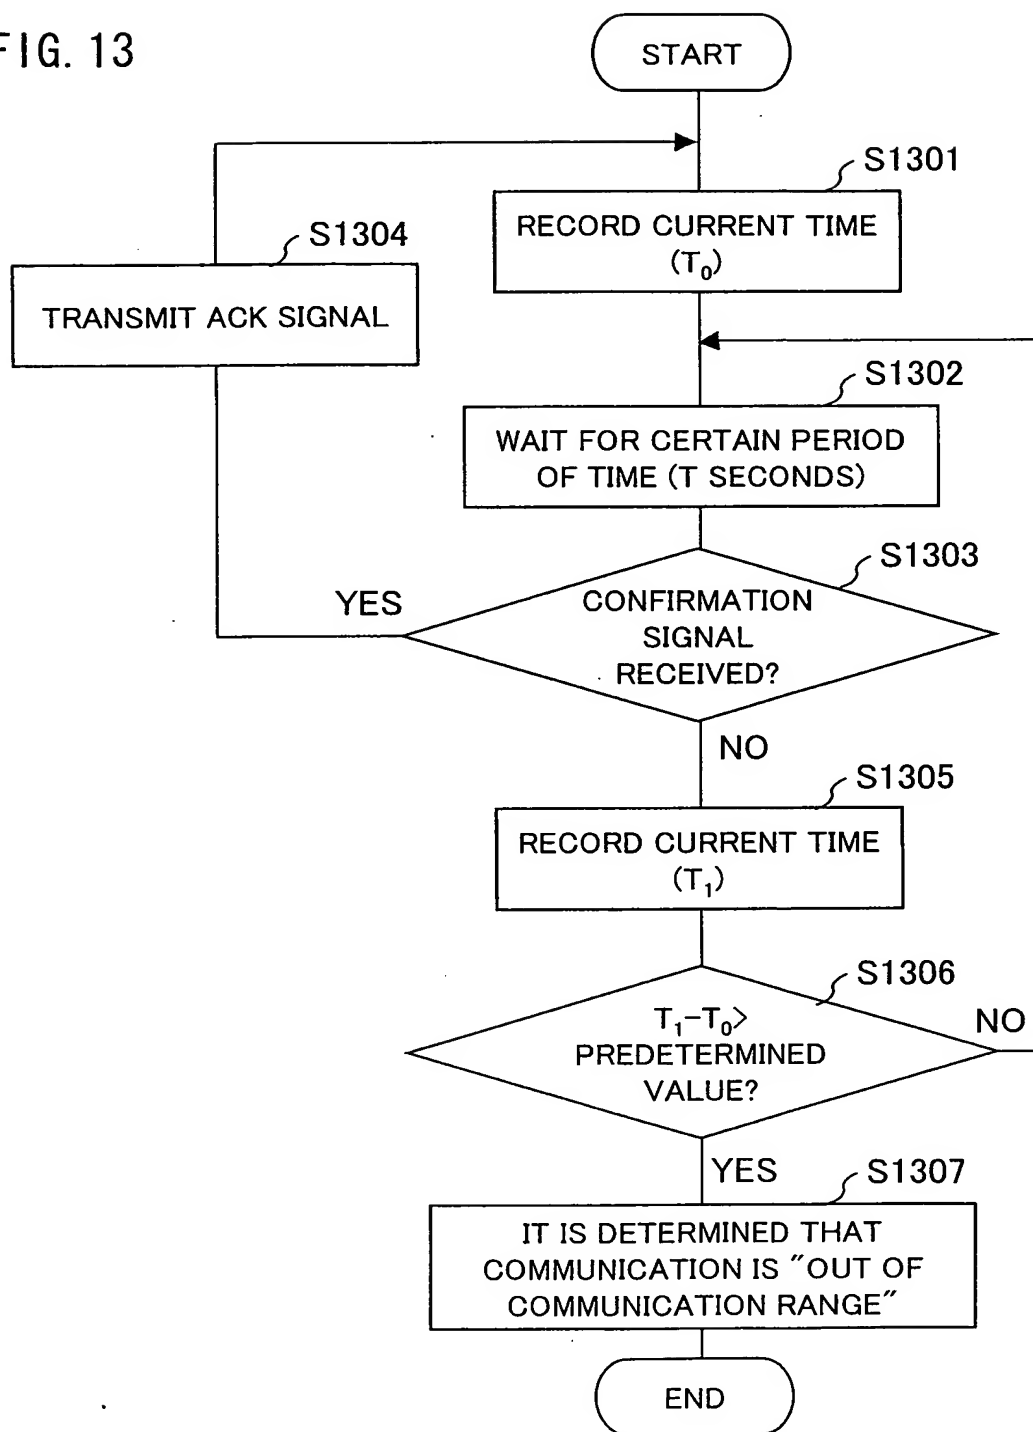 FIG. 13
START
S1301
RECORD CURRENT TIME
(T₀)
S1304
TRANSMIT ACK SIGNAL
S1302
WAIT FOR CERTAIN PERIOD
OF TIME (T SECONDS)
S1303
YES
CONFIRMATION
SIGNAL
RECEIVED?
NO
S1305
RECORD CURRENT TIME
(T₁)
S1306
T₁-T₀>
PREDETERMINED
VALUE?
NO
YES
S1307
IT IS DETERMINED THAT
COMMUNICATION IS "OUT OF
COMMUNICATION RANGE"
END